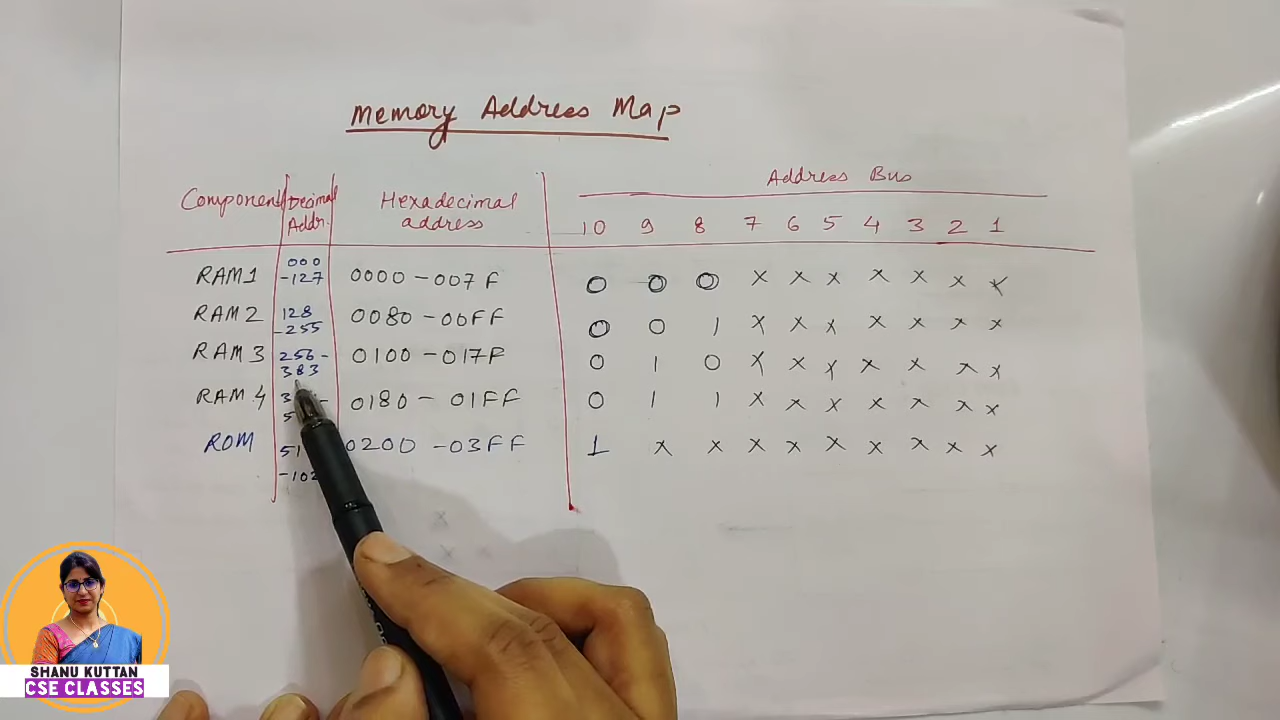 Memory Address Map
Component Decimal Addr. Hexadecimal address Address Bus
10 9 8 7 6 5 4 3 2 1
RAM1 000 -127 0000 - 007F 0 0 0 x x x x x x x
RAM2 128 -255 0080 - 00FF 0 0 1 x x x x x x x
RAM3 256 - 383 0100 - 017F 0 1 0 x x x x x x x
RAM4 0180 - 01FF 0 1 1 x x x x x x x
ROM 0200 - 03FF 1 x x x x x x x x x
SHANU KUTTAN
CSE CLASSES